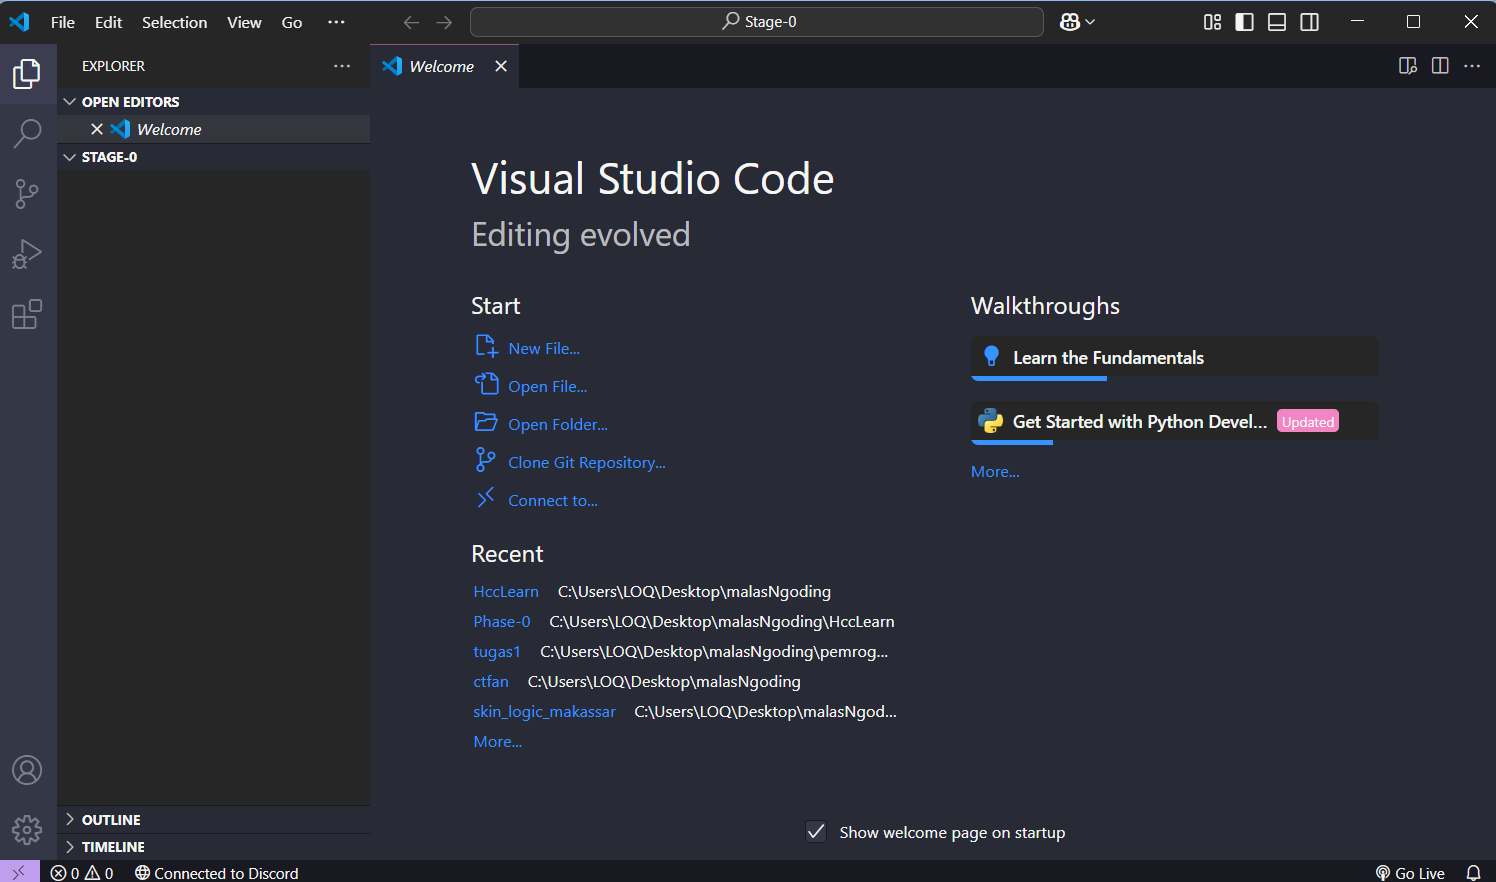 File Edit Selection View Go ··· Stage-0
EXPLORER ···
Welcome
OPEN EDITORS
Welcome
STAGE-0
Visual Studio Code
Editing evolved
Start
New File...
Open File...
Open Folder...
Clone Git Repository...
Connect to...
Recent
HccLearn C:\Users\LOQ\Desktop\malasNgoding
Phase-0 C:\Users\LOQ\Desktop\malasNgoding\HccLearn
tugas1 C:\Users\LOQ\Desktop\malasNgoding\pemrog...
ctfan C:\Users\LOQ\Desktop\malasNgoding
skin_logic_makassar C:\Users\LOQ\Desktop\malasNgod...
More...
Walkthroughs
Learn the Fundamentals
Get Started with Python Devel... Updated
More...
Show welcome page on startup
OUTLINE
TIMELINE
0 0 Connected to Discord Go Live